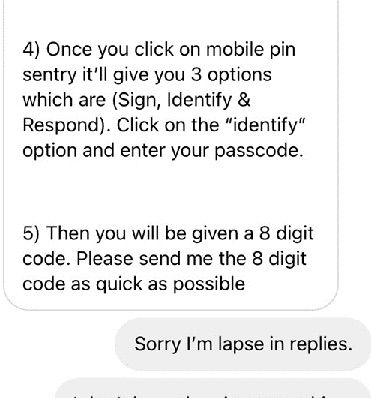 4) Once you click on mobile pin
sentry it'll give you 3 options
which are (Sign, Identify &
Respond). Click on the “identify“
option and enter your passcode.
5) Then you will be given a 8 digit
code. Please send me the 8 digit
code as quick as possible
Sorry I'm lapse in replies.